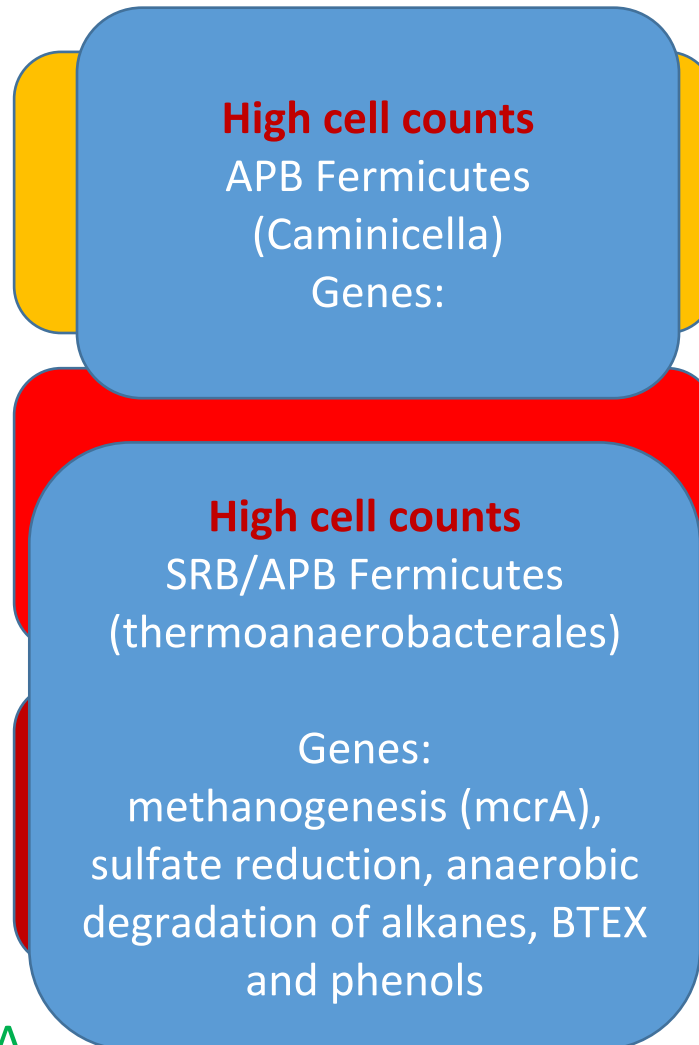 High cell counts
APB Fermicutes
(Caminicella)
Genes:
High cell counts
SRB/APB Fermicutes
(thermoanaerobacterales)
Genes:
methanogenesis (mcrA),
sulfate reduction, anaerobic
degradation of alkanes, BTEX
and phenols